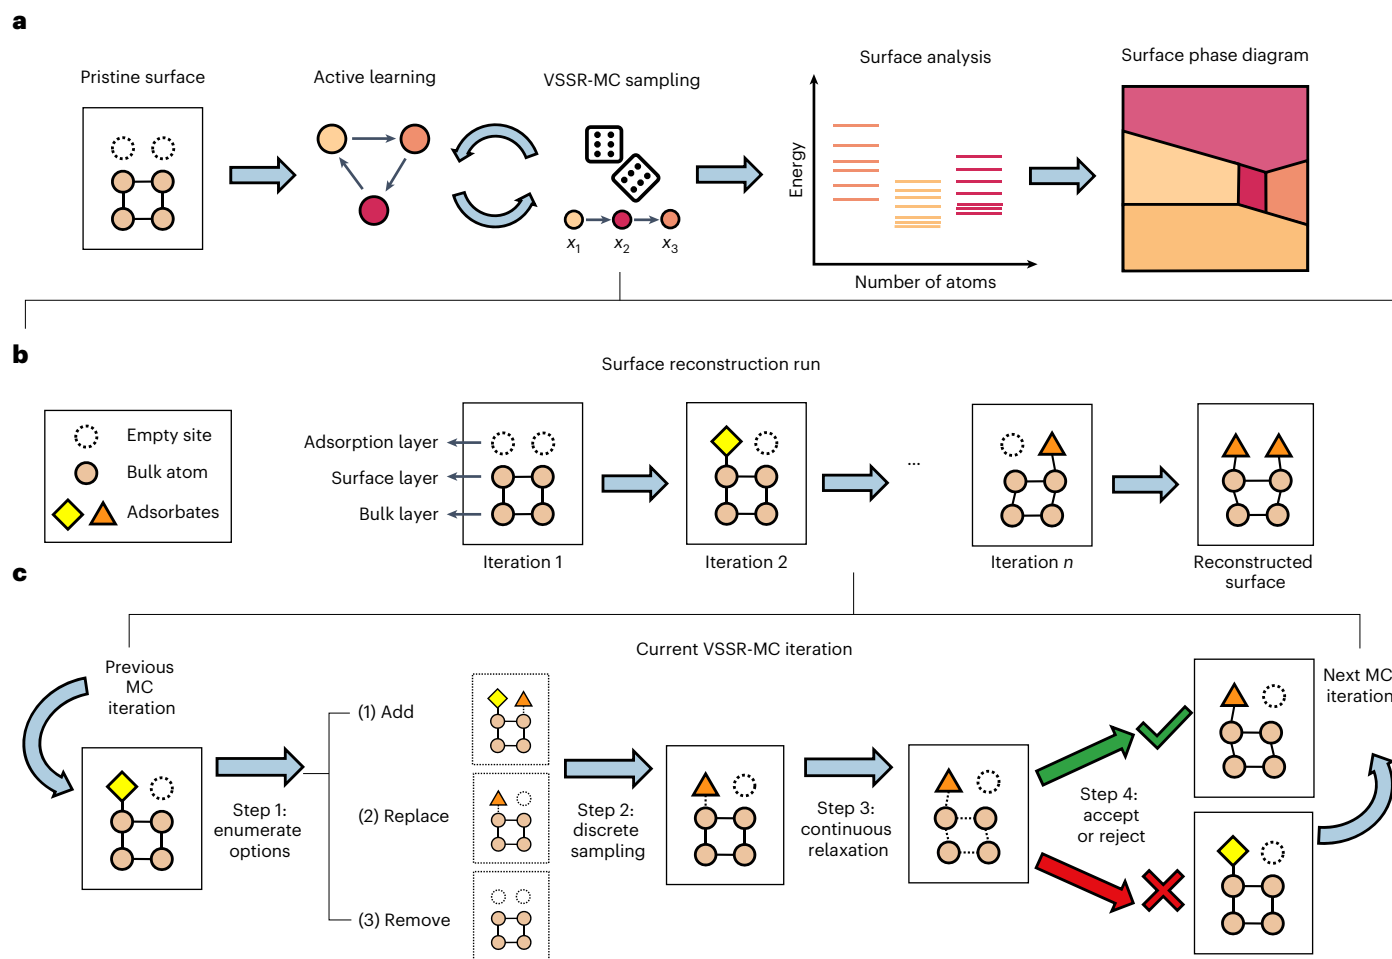 a
Pristine surface
Active learning
VSSR-MC sampling
Surface analysis
Surface phase diagram
x1
x2
x3
Energy
Number of atoms
b
Surface reconstruction run
Empty site
Bulk atom
Adsorbates
Adsorption layer
Surface layer
Bulk layer
...
Iteration 1
Iteration 2
Iteration n
Reconstructed
surface
c
Current VSSR-MC iteration
Previous
MC
iteration
Step 1:
enumerate
options
(1) Add
(2) Replace
(3) Remove
Step 2:
discrete
sampling
Step 3:
continuous
relaxation
Step 4:
accept
or reject
Next MC
iteration